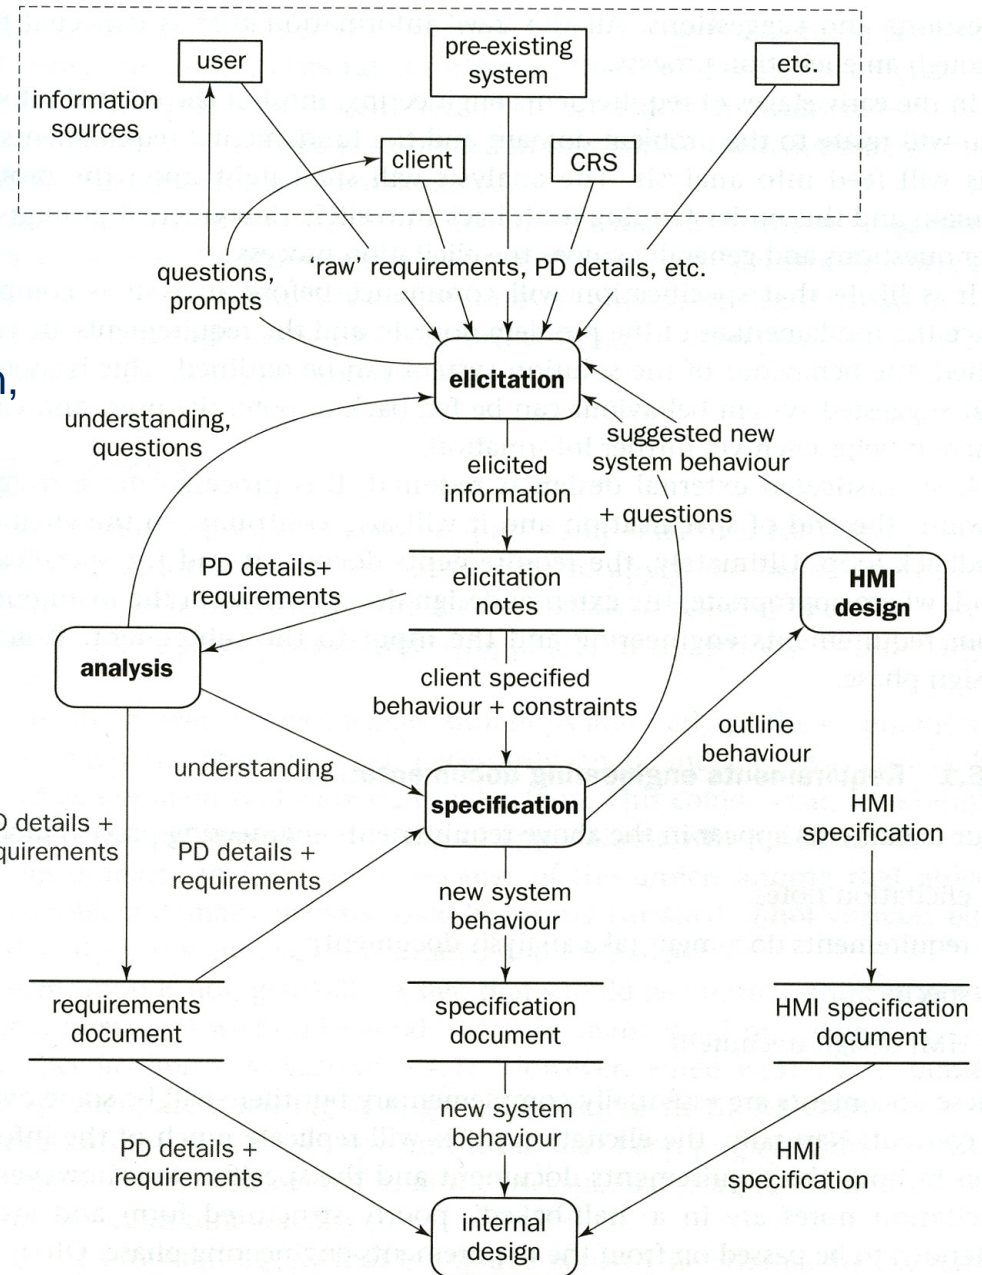 user
pre-existing
system
etc.
information
sources
client
CRS
questions,
prompts
'raw' requirements, PD details, etc.
elicitation
understanding,
questions
suggested new
system behaviour
+ questions
elicited
information
PD details+
requirements
elicitation
notes
HMI
design
analysis
client specified
behaviour + constraints
outline
behaviour
understanding
specification
HMI
specification
PD details +
requirements
new system
behaviour
requirements
document
specification
document
HMI specification
document
new system
behaviour
PD details +
requirements
HMI
specification
internal
design